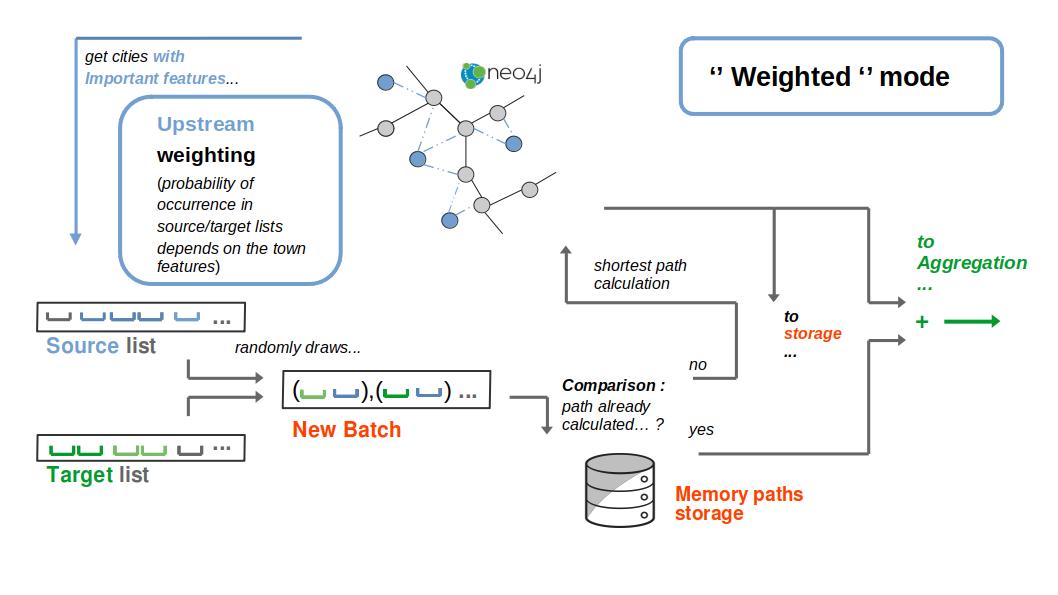 get cities with
Important features...
neo4j
‘’ Weighted ‘’ mode
Upstream
weighting
(probability of
occurrence in
source/target lists
depends on the town
features)
to
Aggregation
...
+
shortest path
calculation
to
storage
...
...
Source list
randomly draws...
no
Comparison :
path already
calculated... ?
( ),( ) ...
New Batch
yes
...
Target list
Memory paths
storage